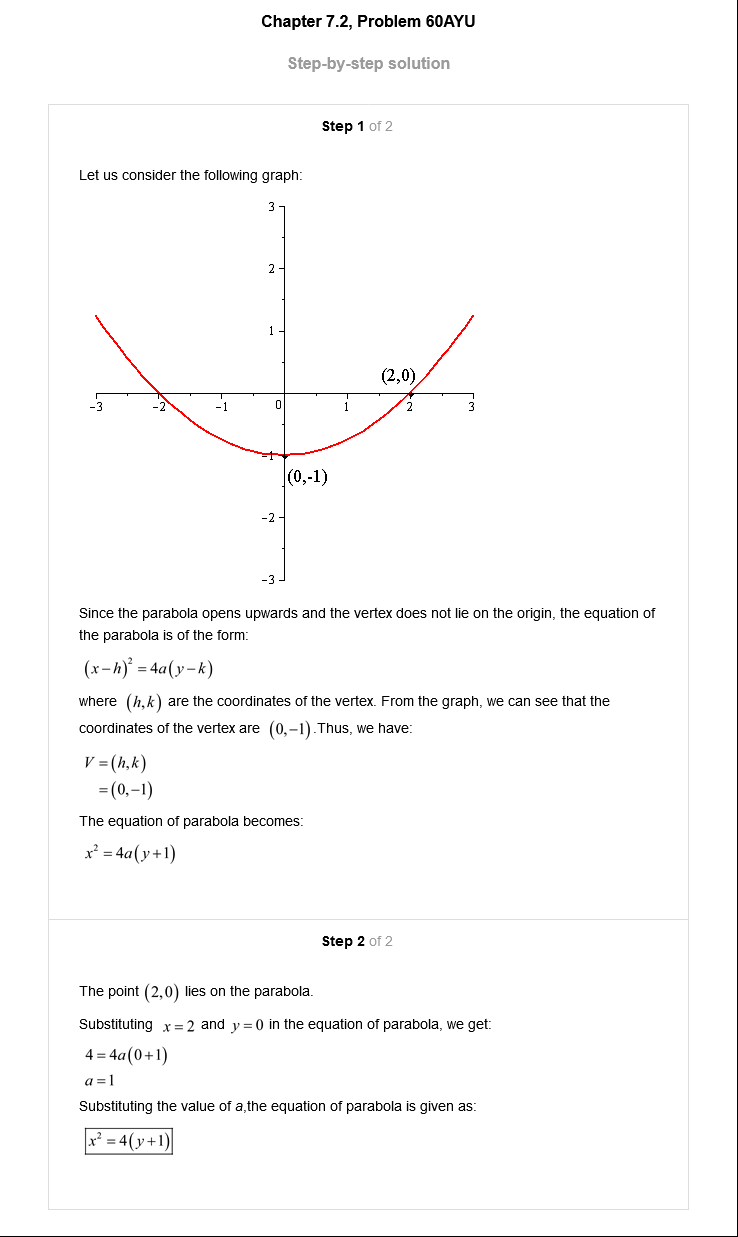 Chapter 7.2, Problem 60AYU
Step-by-step solution
Step 1 of 2
Let us consider the following graph:
3
2
1
(2,0)
-3 -2 -1 0 1 2 3
-1
(0,-1)
-2
-3
Since the parabola opens upwards and the vertex does not lie on the origin, the equation of
the parabola is of the form:
(x−h)² = 4a(y−k)
where (h,k) are the coordinates of the vertex. From the graph, we can see that the
coordinates of the vertex are (0,−1).Thus, we have:
V = (h,k)
= (0,−1)
The equation of parabola becomes:
x² = 4a(y+1)
Step 2 of 2
The point (2,0) lies on the parabola.
Substituting x = 2 and y = 0 in the equation of parabola, we get:
4 = 4a(0+1)
a = 1
Substituting the value of a,the equation of parabola is given as:
x² = 4(y+1)